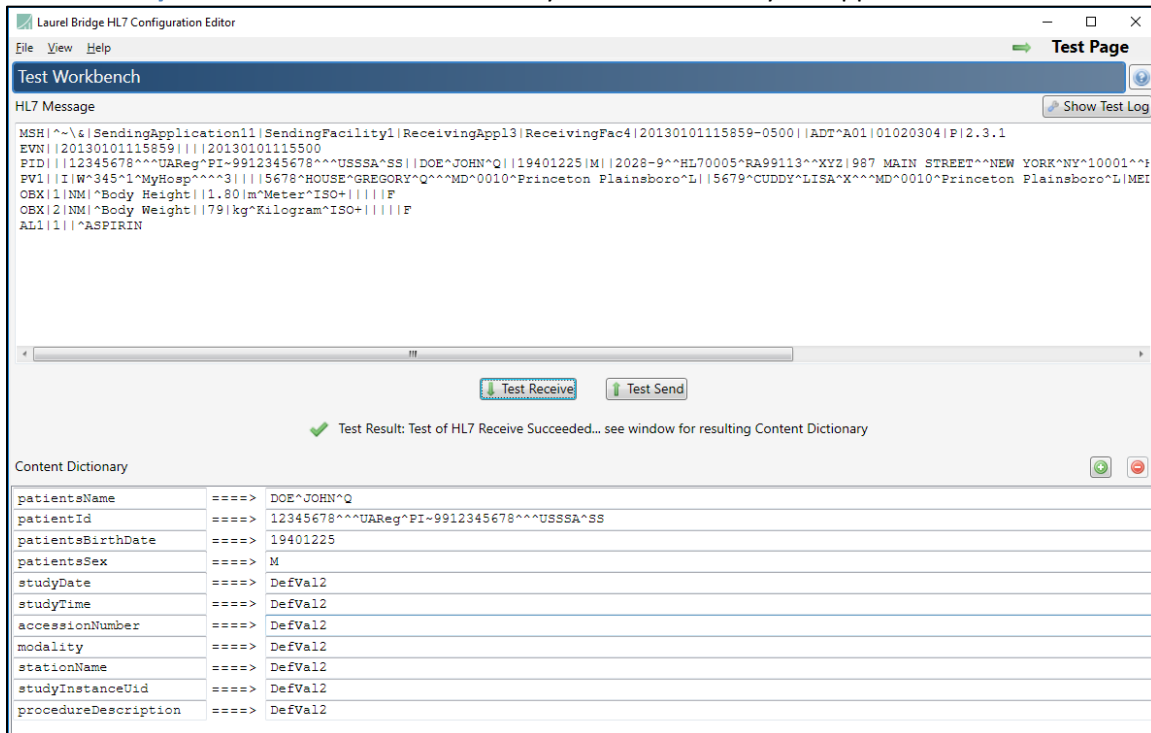 Laurel Bridge HL7 Configuration Editor
File View Help
Test Page
Test Workbench
HL7 Message
Show Test Log
MSH|^~\&|SendingApplication11|SendingFacility1|ReceivingAppl3|ReceivingFac4|20130101115859-0500||ADT^A01|01020304|P|2.3.1
EVN||20130101115859||||20130101115500
PID|||12345678^^^UAReg^PI~9912345678^^^USSSA^SS||DOE^JOHN^Q||19401225|M||2028-9^^HL70005^RA99113^^XYZ|987 MAIN STREET^^NEW YORK^NY^10001^^
PV1||I|W^345^1^MyHosp^^^^3||||5678^HOUSE^GREGORY^Q^^^MD^0010^Princeton Plainsboro^L||5679^CUDDY^LISA^X^^^MD^0010^Princeton Plainsboro^L|MEI
OBX|1|NM|^Body Height||1.80|m^Meter^ISO+|||||F
OBX|2|NM|^Body Weight||79|kg^Kilogram^ISO+|||||F
AL1|1||^ASPIRIN
Test Receive Test Send
Test Result: Test of HL7 Receive Succeeded... see window for resulting Content Dictionary
Content Dictionary
patientsName ====> DOE^JOHN^Q
patientId ====> 12345678^^^UAReg^PI~9912345678^^^USSSA^SS
patientsBirthDate ====> 19401225
patientsSex ====> M
studyDate ====> DefVal2
studyTime ====> DefVal2
accessionNumber ====> DefVal2
modality ====> DefVal2
stationName ====> DefVal2
studyInstanceUid ====> DefVal2
procedureDescription ====> DefVal2